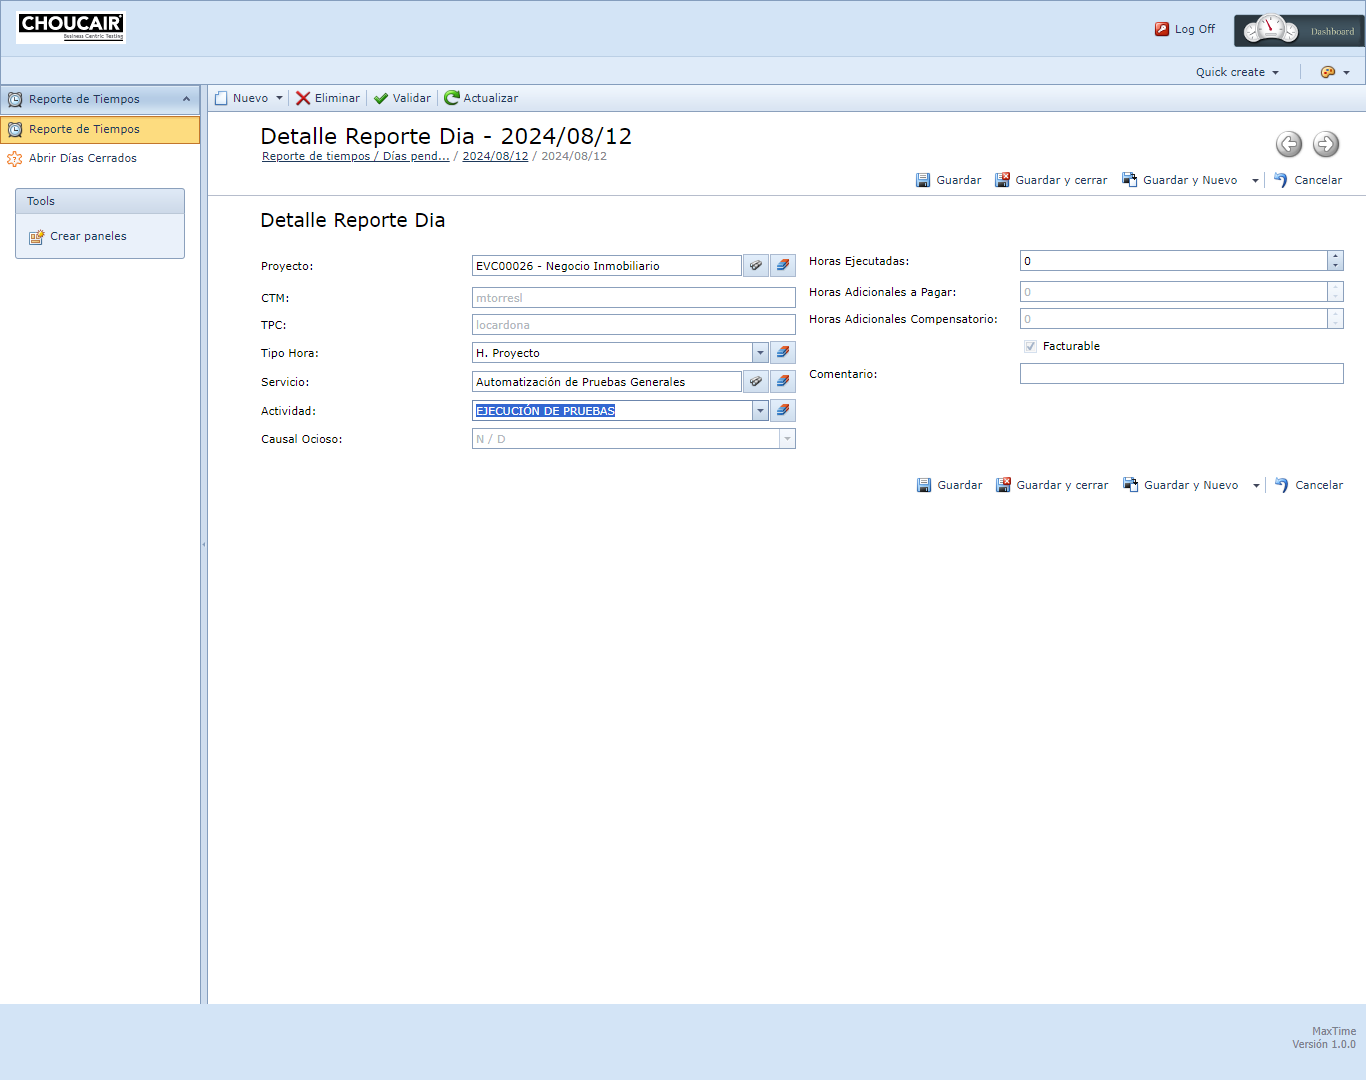 CHOUCAIR
Business Centric Testing
Log Off
Dashboard
Quick create
Reporte de Tiempos
Nuevo
Eliminar
Validar
Actualizar
Reporte de Tiempos
Abrir Días Cerrados
Tools
Crear paneles
Detalle Reporte Dia - 2024/08/12
Reporte de tiempos / Días pend... / 2024/08/12 / 2024/08/12
Guardar
Guardar y cerrar
Guardar y Nuevo
Cancelar
Detalle Reporte Dia
Proyecto: EVC00026 - Negocio Inmobiliario
CTM: mtorresl
TPC: locardona
Tipo Hora: H. Proyecto
Servicio: Automatización de Pruebas Generales
Actividad: EJECUCIÓN DE PRUEBAS
Causal Ocioso: N / D
Horas Ejecutadas: 0
Horas Adicionales a Pagar: 0
Horas Adicionales Compensatorio: 0
Facturable
Comentario:
Guardar
Guardar y cerrar
Guardar y Nuevo
Cancelar
MaxTime
Versión 1.0.0